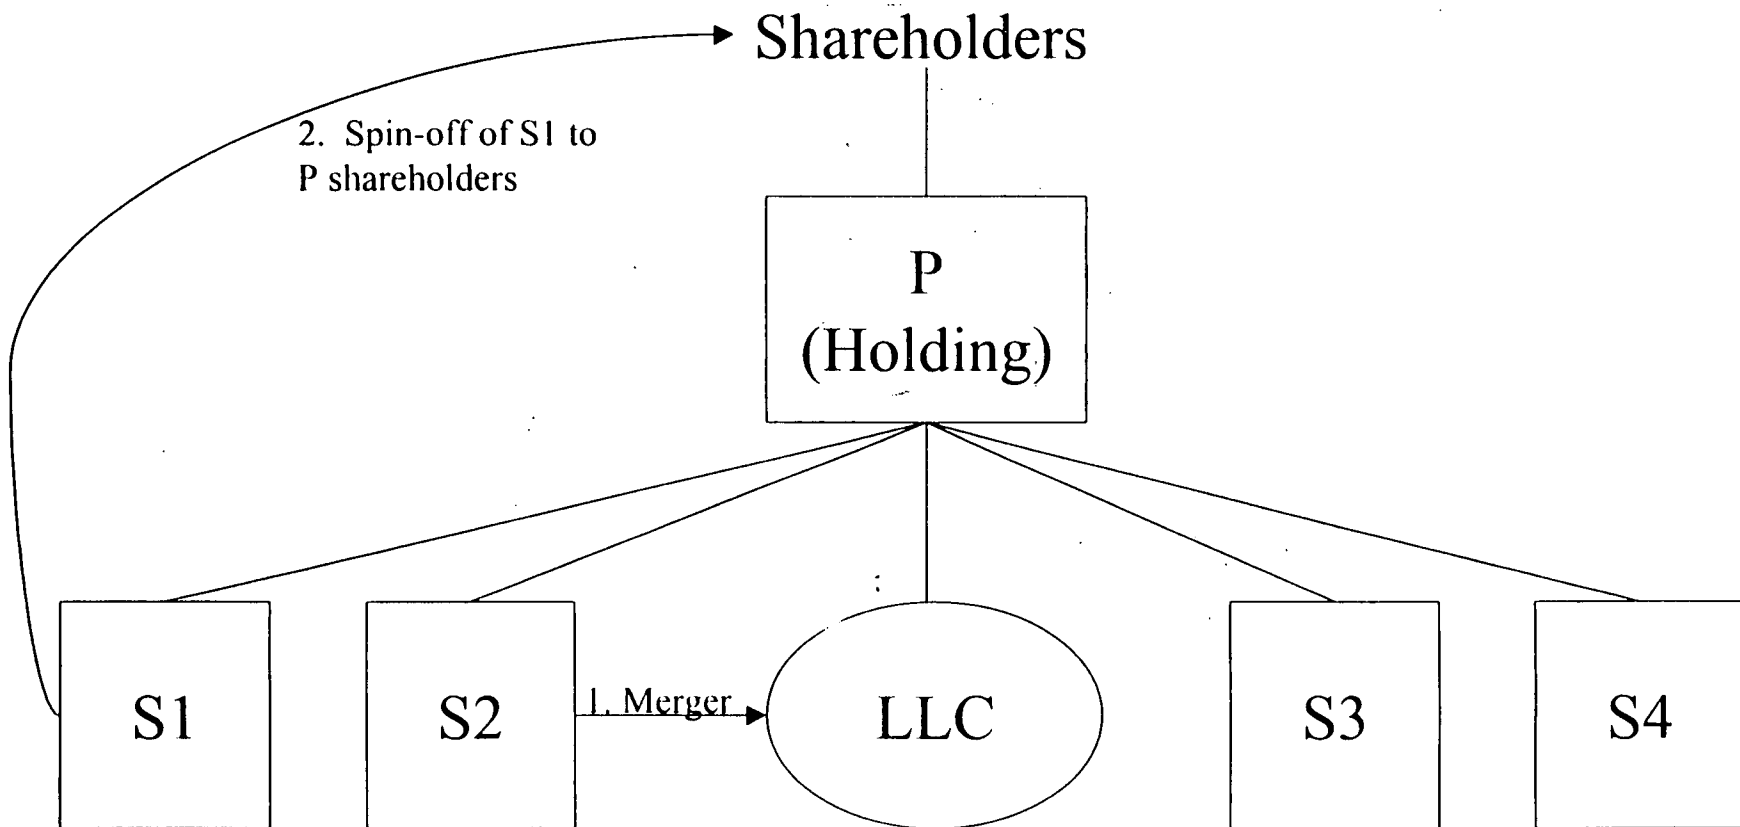 Shareholders
2. Spin-off of S1 to
P shareholders
P
(Holding)
S1
S2
1. Merger
LLC
S3
S4